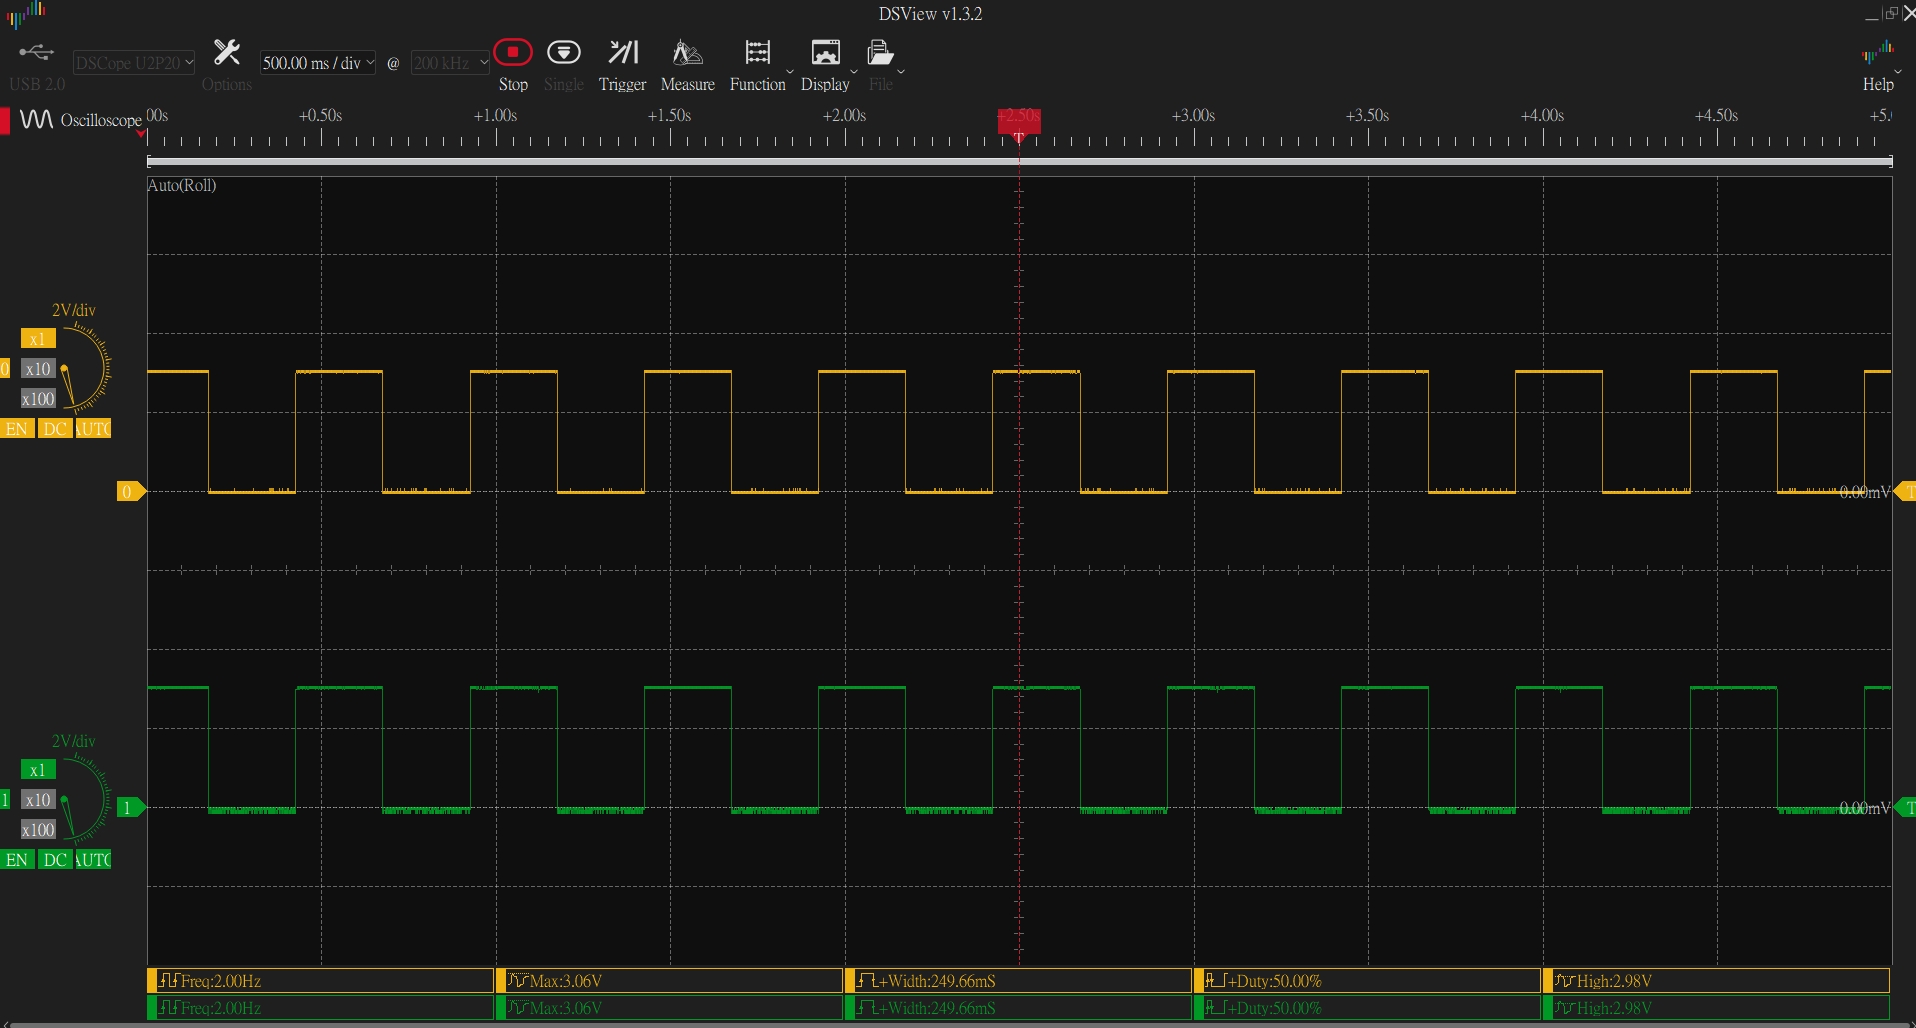 DSView v1.3.2
USB 2.0
DSCope U2P20
Options
500.00 ms / div
@
200 kHz
Stop
Single
Trigger
Measure
Function
Display
File
Help
Oscilloscope
00s +0.50s +1.00s +1.50s +2.00s +2.50s +3.00s +3.50s +4.00s +4.50s +5.0
Auto(Roll)
2V/div
x1
0 x10
x100
EN DC AUTO
0
0.00mV T
2V/div
x1
1 x10
x100
EN DC AUTO
1
0.00mV T
Freq:2.00Hz Max:3.06V +Width:249.66mS +Duty:50.00% High:2.98V
Freq:2.00Hz Max:3.06V +Width:249.66mS +Duty:50.00% High:2.98V